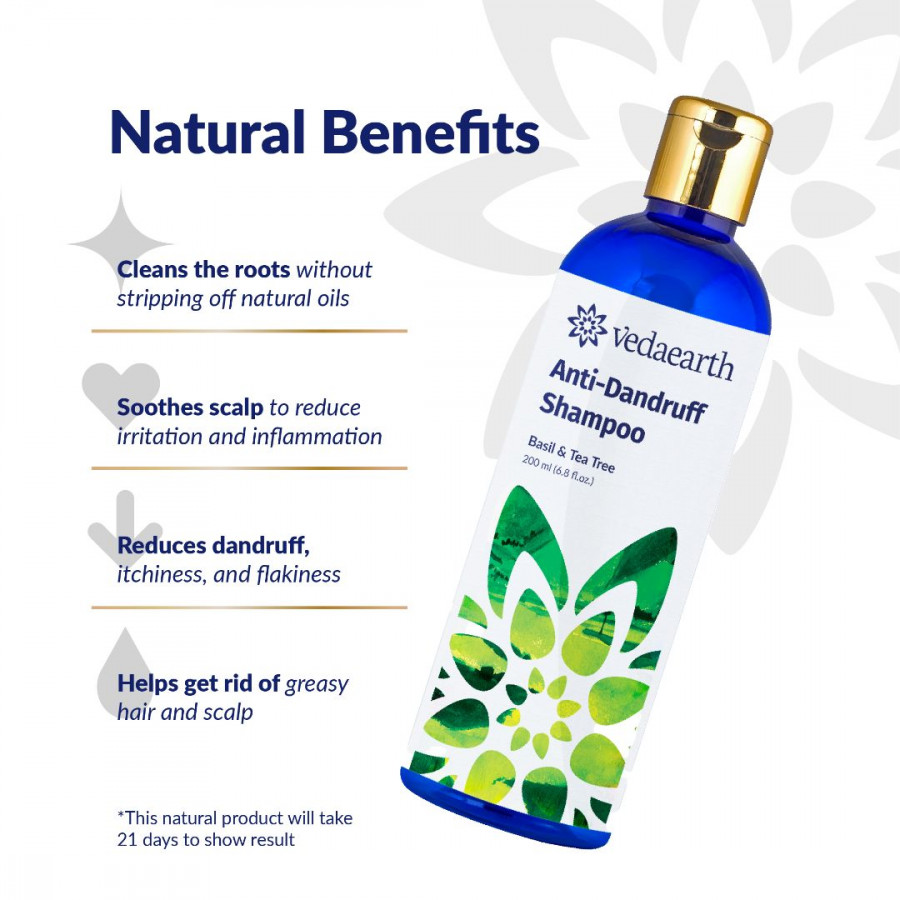 Natural Benefits
Cleans the roots without
stripping off natural oils
Soothes scalp to reduce
irritation and inflammation
Reduces dandruff,
itchiness, and flakiness
Helps get rid of greasy
hair and scalp
*This natural product will take
21 days to show result
vedaearth
Anti-Dandruff
Shampoo
Basil & Tea Tree
200 ml (6.8 fl.oz.)